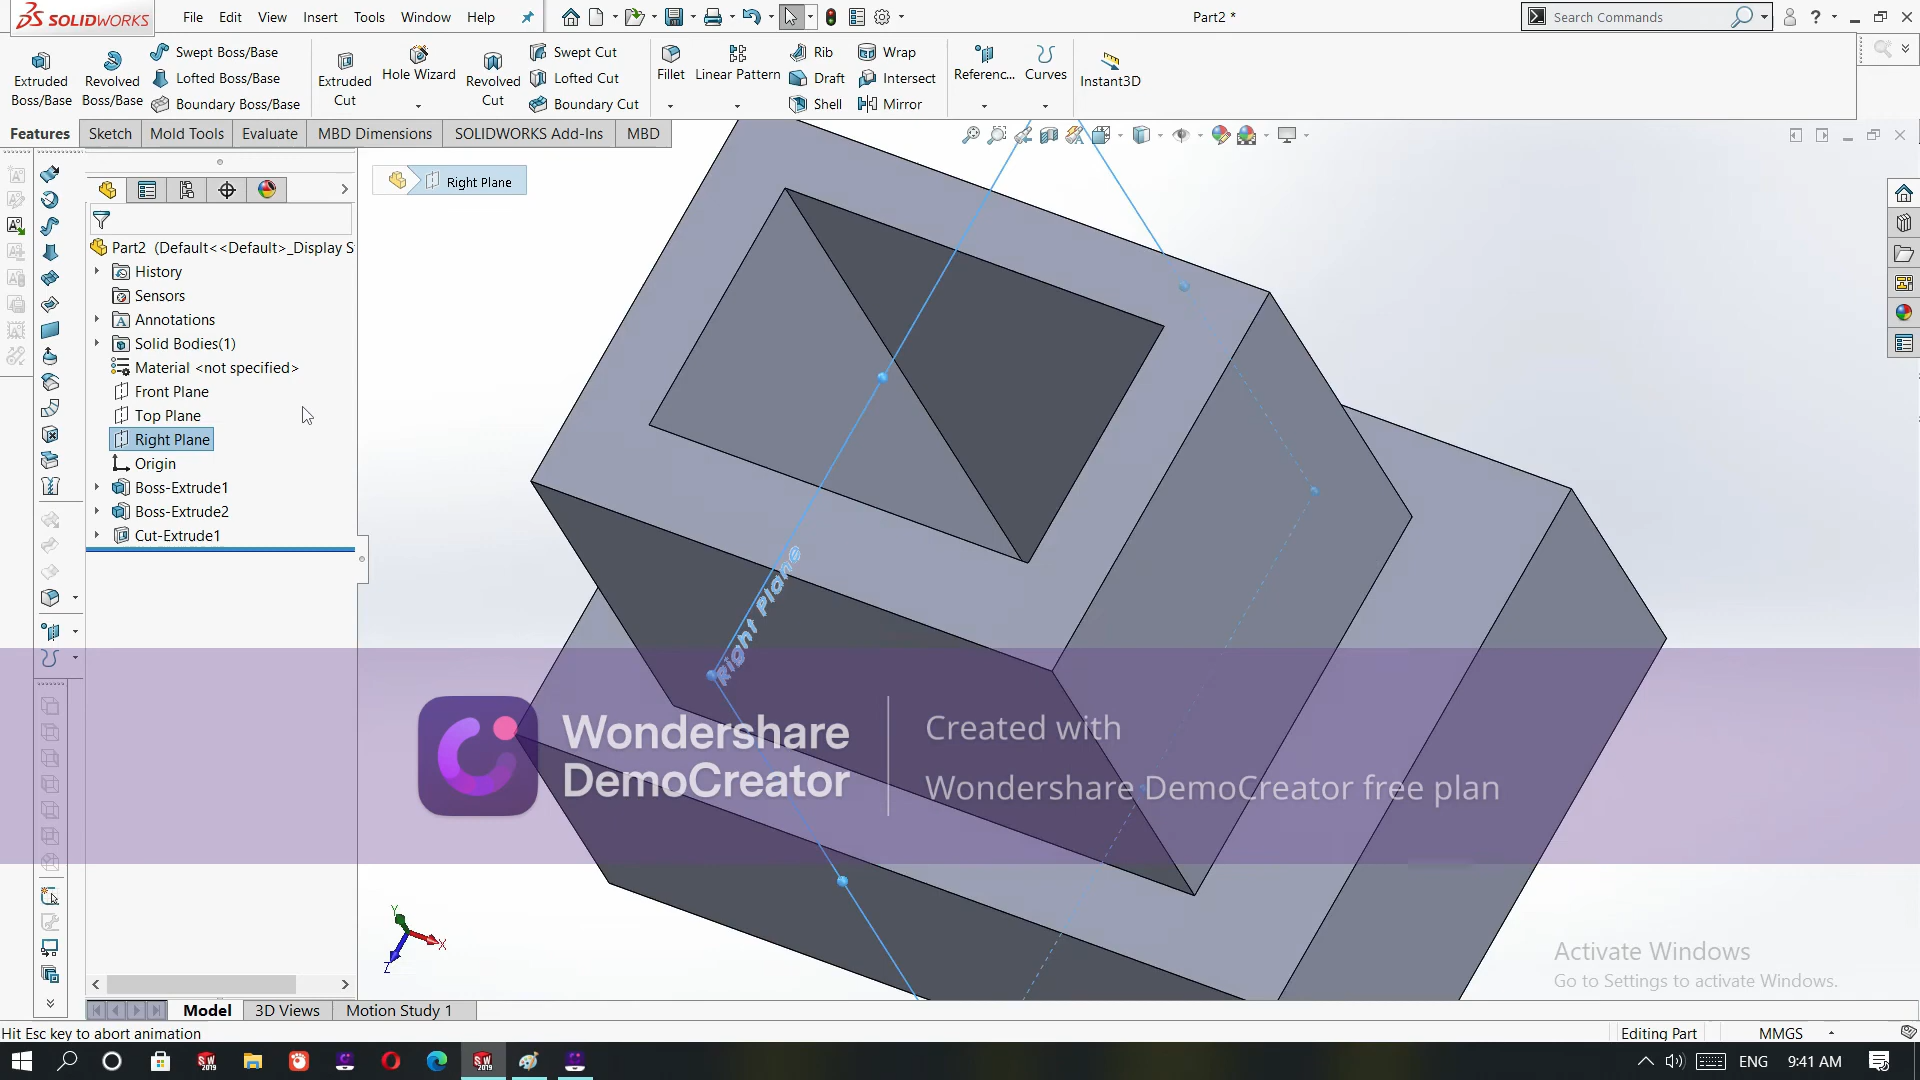 SOLIDWORKS File Edit View Insert Tools Window Help Part2 * Search Commands
Extruded Boss/Base
Revolved Boss/Base
Swept Boss/Base
Lofted Boss/Base
Boundary Boss/Base
Extruded Cut
Hole Wizard
Revolved Cut
Swept Cut
Lofted Cut
Boundary Cut
Fillet
Linear Pattern
Rib
Draft
Shell
Wrap
Intersect
Mirror
Referenc...
Curves
Instant3D
Features Sketch Mold Tools Evaluate MBD Dimensions SOLIDWORKS Add-Ins MBD
Right Plane
Part2 (Default<<Default>_Display S
History
Sensors
Annotations
Solid Bodies(1)
Material <not specified>
Front Plane
Top Plane
Right Plane
Origin
Boss-Extrude1
Boss-Extrude2
Cut-Extrude1
Right Plane
Wondershare
DemoCreator
Created with
Wondershare DemoCreator free plan
Y
X
Z
Activate Windows
Go to Settings to activate Windows.
Model 3D Views Motion Study 1
Hit Esc key to abort animation Editing Part MMGS
ENG 9:41 AM